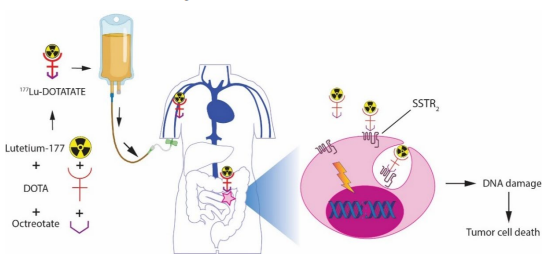 ¹⁷⁷Lu-DOTATATE
Lutetium-177
+ +
DOTA
+ +
Octreotate
SSTR₂
DNA damage
Tumor cell death